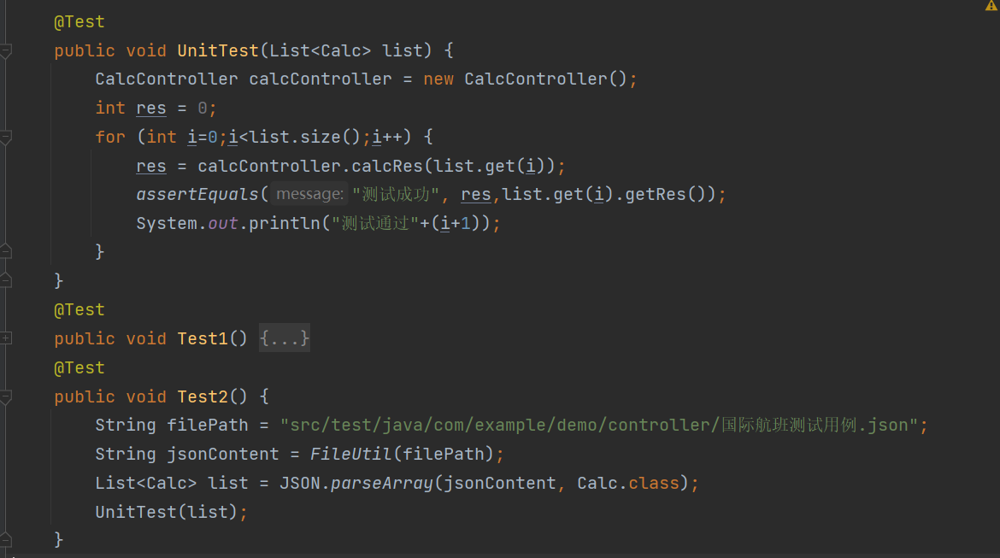 @Test
public void UnitTest(List<Calc> list) {
CalcController calcController = new CalcController();
int res = 0;
for (int i=0;i<list.size();i++) {
res = calcController.calcRes(list.get(i));
assertEquals( message: "测试成功", res,list.get(i).getRes());
System.out.println("测试通过"+(i+1));
}
}
@Test
public void Test1() {...}
@Test
public void Test2() {
String filePath = "src/test/java/com/example/demo/controller/国际航班测试用例.json";
String jsonContent = FileUtil(filePath);
List<Calc> list = JSON.parseArray(jsonContent, Calc.class);
UnitTest(list);
}